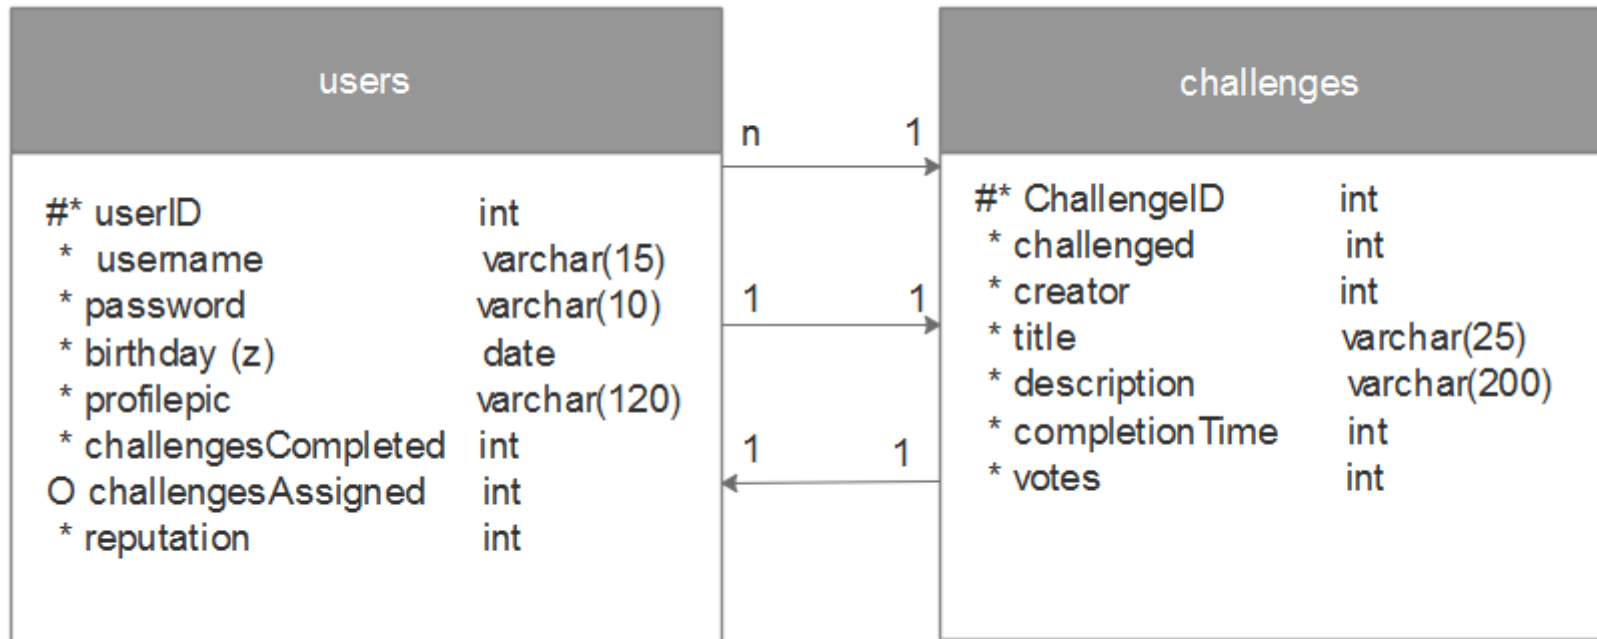 users
#* userID int
* username varchar(15)
* password varchar(10)
* birthday (z) date
* profilepic varchar(120)
* challengesCompleted int
O challengesAssigned int
* reputation int
n 1
1 1
1 1
challenges
#* ChallengeID int
* challenged int
* creator int
* title varchar(25)
* description varchar(200)
* completionTime int
* votes int